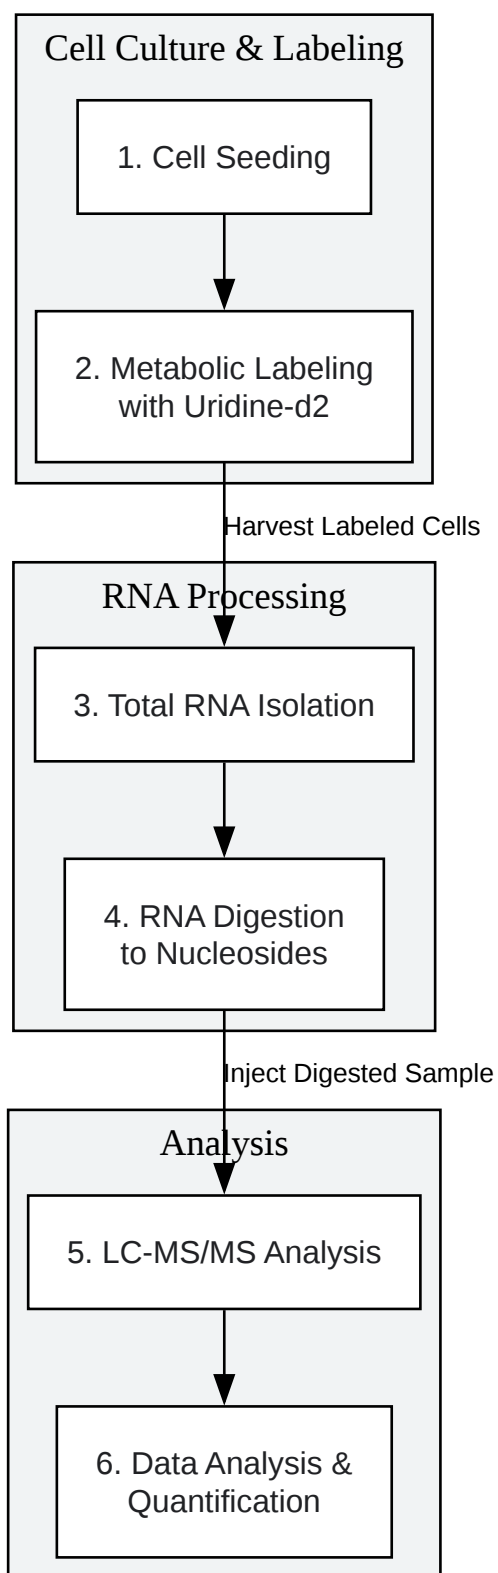 Cell Culture & Labeling
1. Cell Seeding
2. Metabolic Labeling
with Uridine-d2
Harvest Labeled Cells
RNA Processing
3. Total RNA Isolation
4. RNA Digestion
to Nucleosides
Inject Digested Sample
Analysis
5. LC-MS/MS Analysis
6. Data Analysis &
Quantification